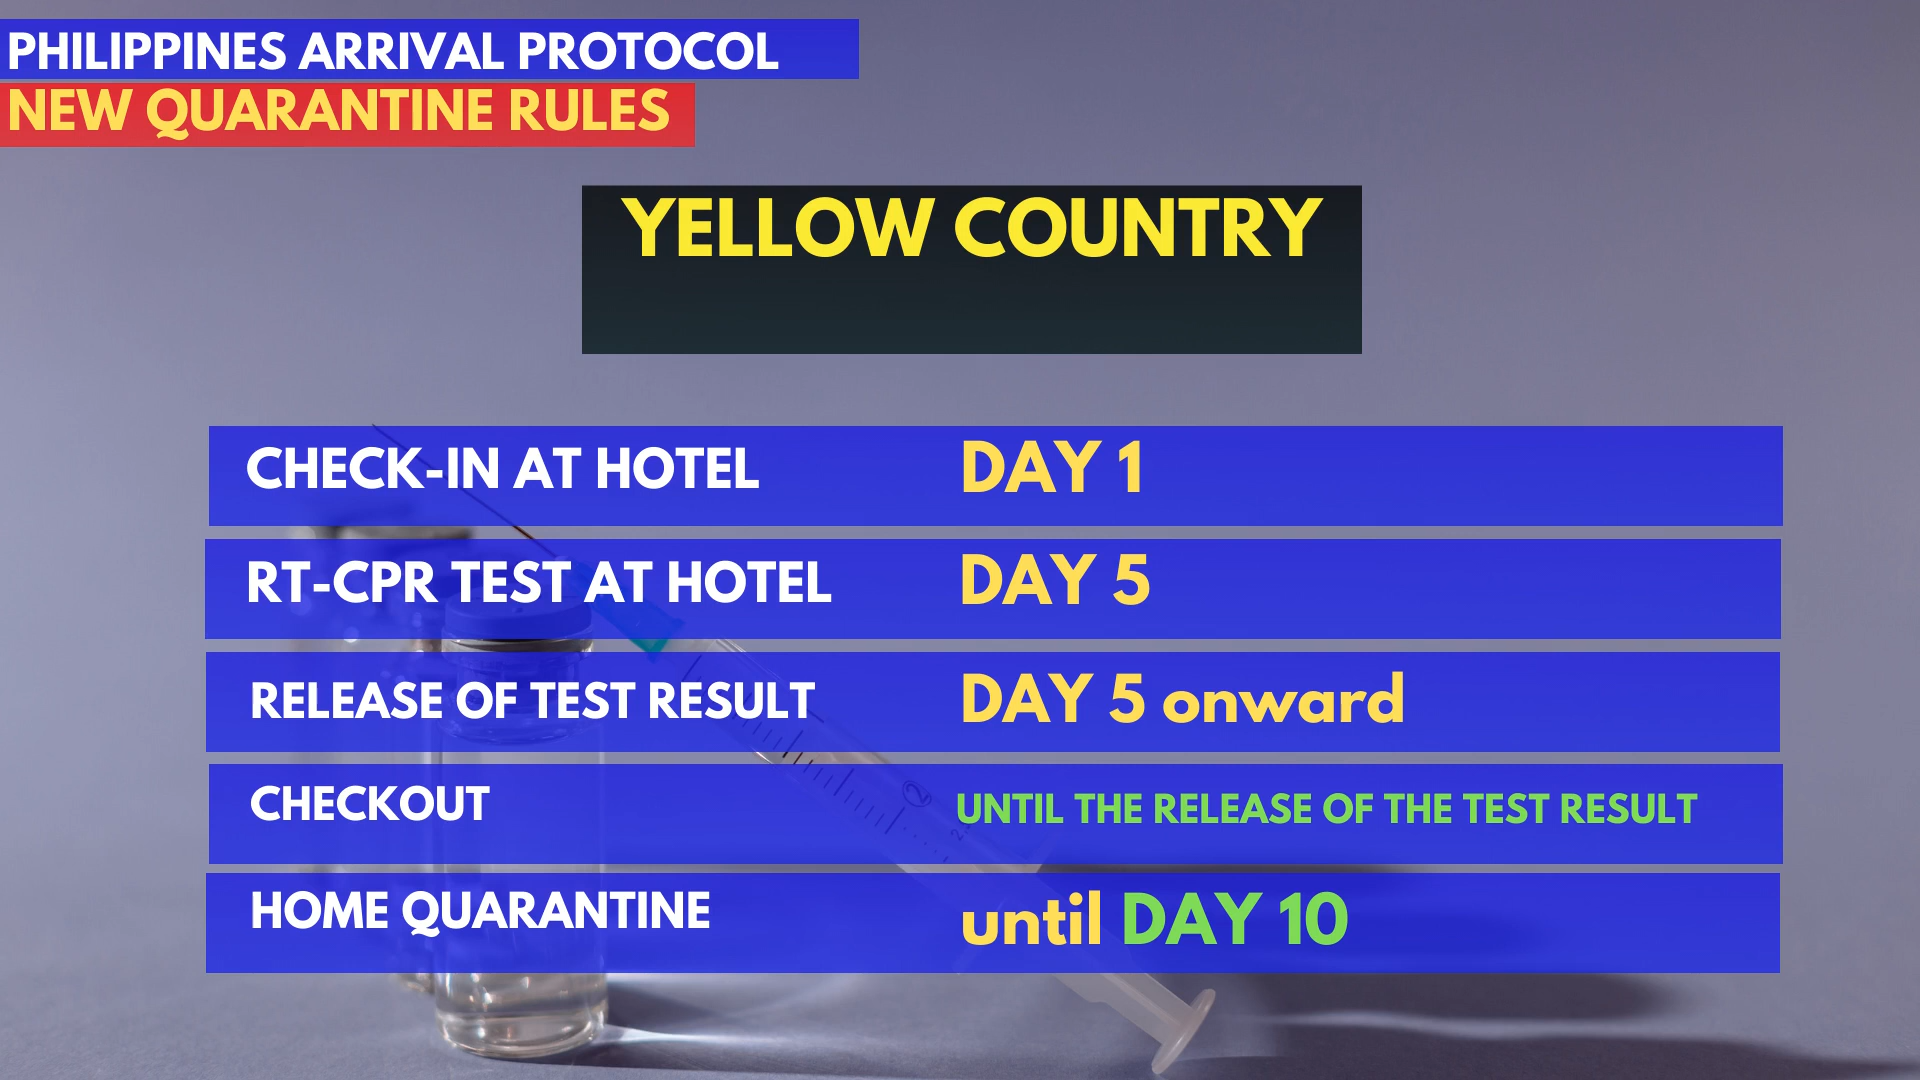 PHILIPPINES ARRIVAL PROTOCOL
NEW QUARANTINE RULES
YELLOW COUNTRY
CHECK-IN AT HOTEL DAY 1
RT-CPR TEST AT HOTEL DAY 5
RELEASE OF TEST RESULT DAY 5 onward
CHECKOUT UNTIL THE RELEASE OF THE TEST RESULT
HOME QUARANTINE until DAY 10